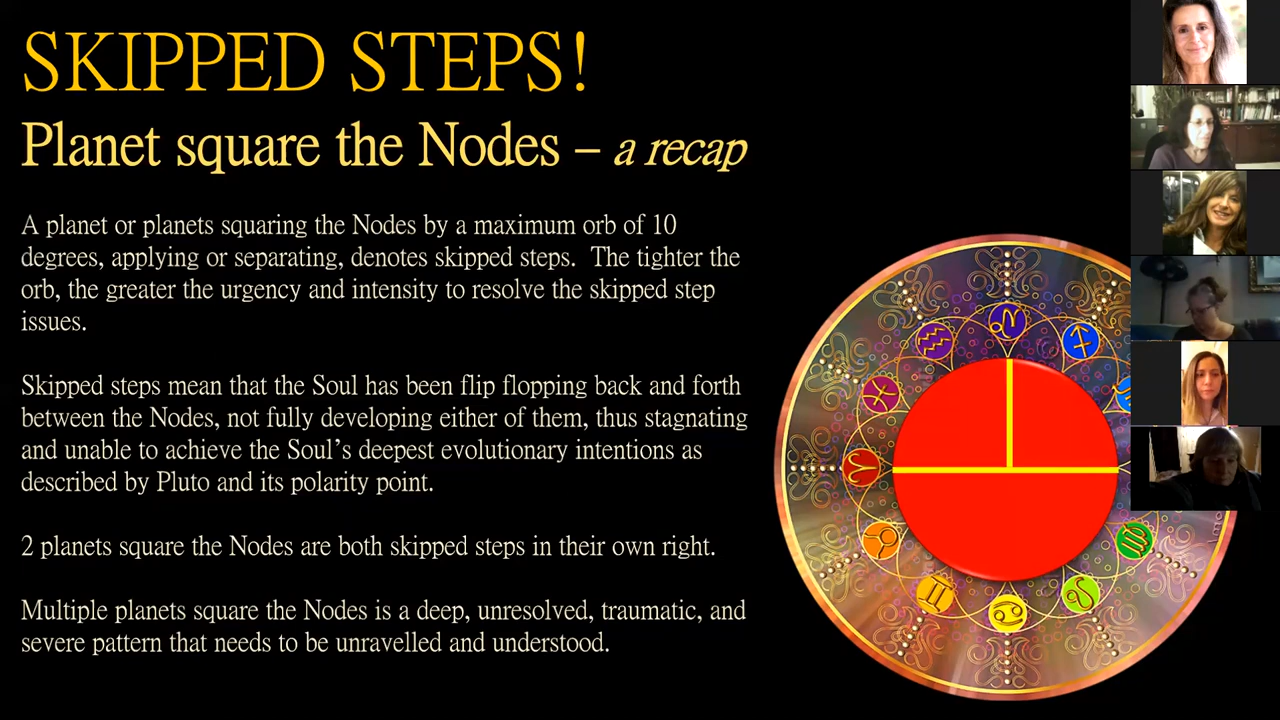 SKIPPED STEPS!
Planet square the Nodes – a recap
A planet or planets squaring the Nodes by a maximum orb of 10
degrees, applying or separating, denotes skipped steps. The tighter the
orb, the greater the urgency and intensity to resolve the skipped step
issues.
Skipped steps mean that the Soul has been flip flopping back and forth
between the Nodes, not fully developing either of them, thus stagnating
and unable to achieve the Soul's deepest evolutionary intentions as
described by Pluto and its polarity point.
2 planets square the Nodes are both skipped steps in their own right.
Multiple planets square the Nodes is a deep, unresolved, traumatic, and
severe pattern that needs to be unravelled and understood.